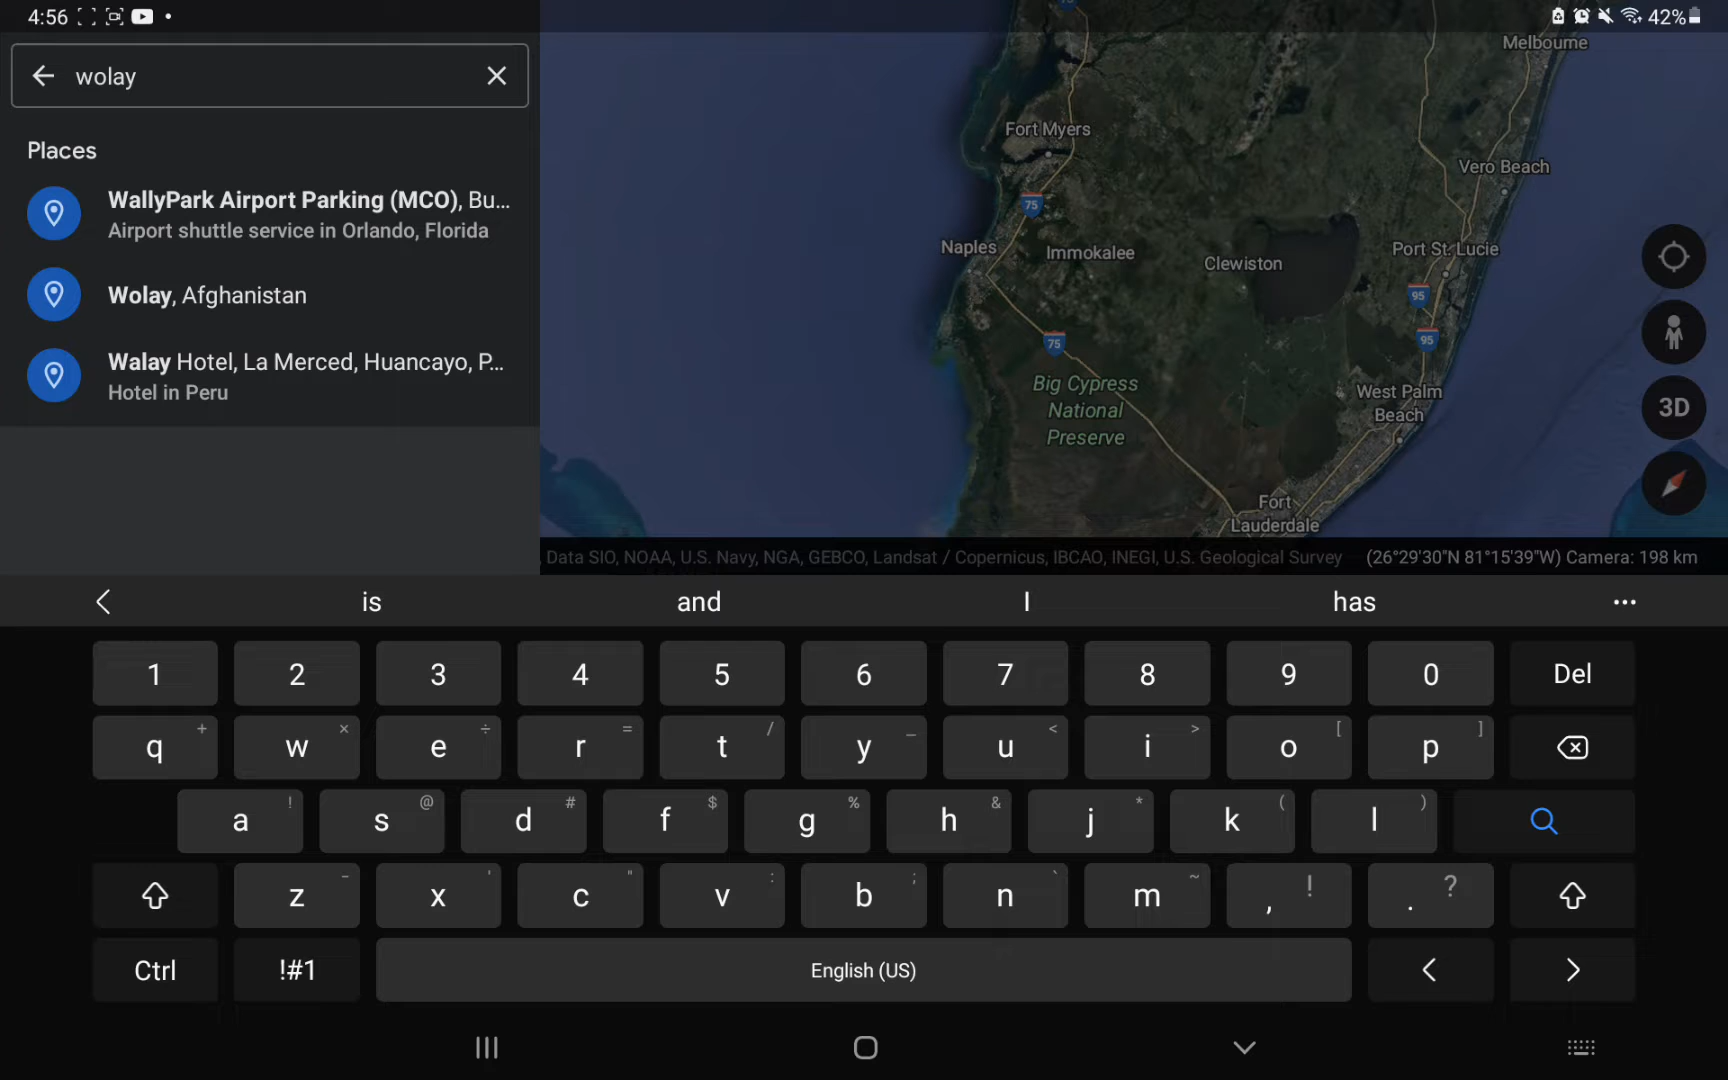 4:56
42%
wolay
Places
WallyPark Airport Parking (MCO), Bu...
Airport shuttle service in Orlando, Florida
Wolay, Afghanistan
Walay Hotel, La Merced, Huancayo, P...
Hotel in Peru
75
Melbourne
Fort Myers
Vero Beach
75
Naples
Immokalee
Clewiston
Port St. Lucie
95
75
95
Big Cypress
National
Preserve
West Palm
Beach
Fort
Lauderdale
3D
Data SIO, NOAA, U.S. Navy, NGA, GEBCO, Landsat / Copernicus, IBCAO, INEGI, U.S. Geological Survey (26°29'30"N 81°15'39"W) Camera: 198 km
is and I has ...
1 2 3 4 5 6 7 8 9 0 Del
q + w × e ÷ r = t / y _ u < i > o [ p ]
a ! s @ d # f $ g % h & j * k ( l )
z - x ' c " v : b ; n ` m ~ , ! . ?
Ctrl !#1 English (US) < >